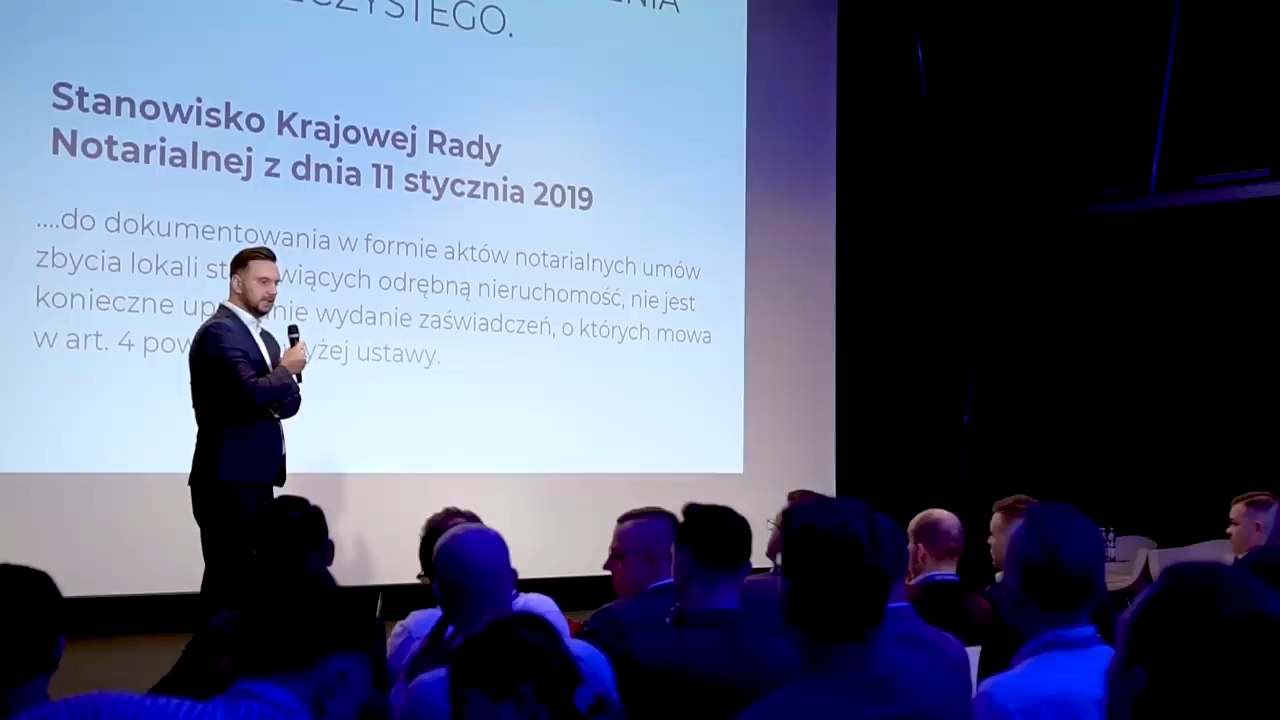 Stanowisko Krajowej Rady
Notarialnej z dnia 11 stycznia 2019
....do dokumentowania w formie aktów notarialnych umów
zbycia lokali odrębną nieruchomość, nie jest
konieczne wydanie zaświadczeń, o których mowa
w art. 4 ustawy.